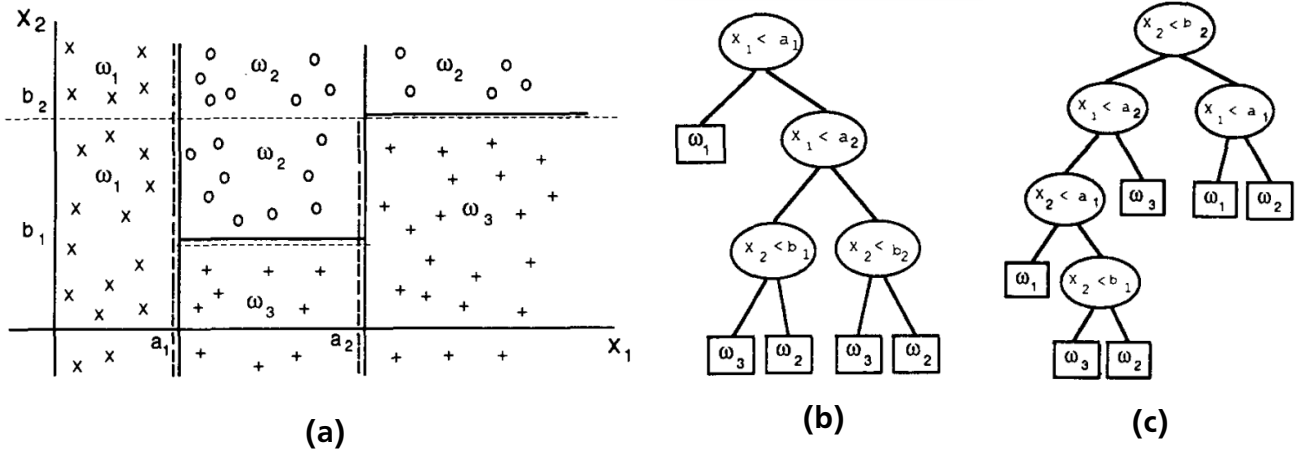 X₂
ω₁
ω₂
ω₂
b₂
ω₁
ω₂
ω₃
b₁
ω₃
a₁
a₂
X₁
(a)
X₁ < a₁
ω₁
X₁ < a₂
X₂ < b₁
X₂ < b₂
ω₃
ω₂
ω₃
ω₂
(b)
X₂ < b₂
X₁ < a₂
X₁ < a₁
X₂ < a₁
ω₃
ω₁
ω₂
ω₁
X₂ < b₁
ω₃
ω₂
(c)